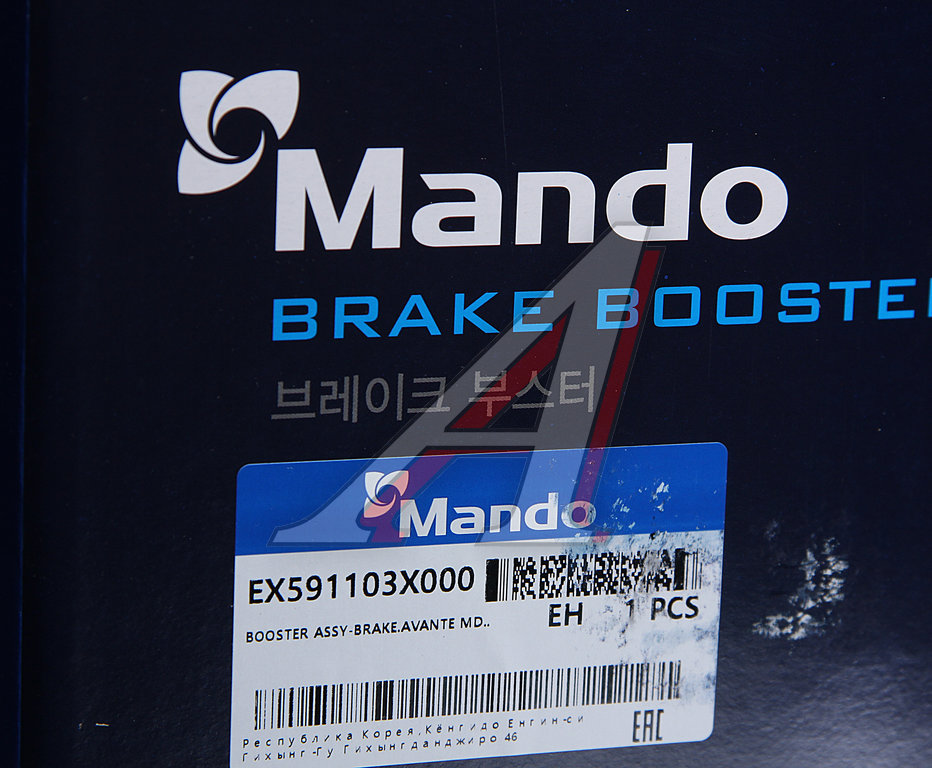 Mando
BRAKE BOOSTE
브레이크 부스터
Mando
EX591103X000
EH 1 PCS
BOOSTER ASSY-BRAKE.AVANTE MD..
Республика Корея,Кёнгидо Енгин-си
Гихынг-Гу Гихынгданджиро 46
EAC